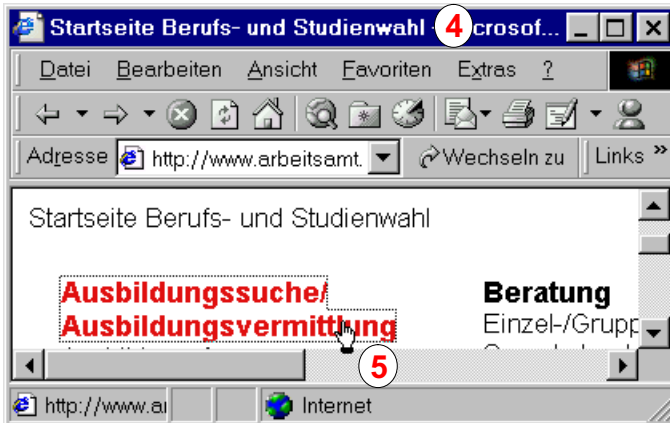 Startseite Berufs- und Studienwahl - 4 crosof...
Datei Bearbeiten Ansicht Favoriten Extras ?
Adresse http://www.arbeitsamt. Wechseln zu Links »
Startseite Berufs- und Studienwahl
Ausbildungssuche/ Beratung
Ausbildungsvermittlung Einzel-/Grupp
5
http://www.ar Internet